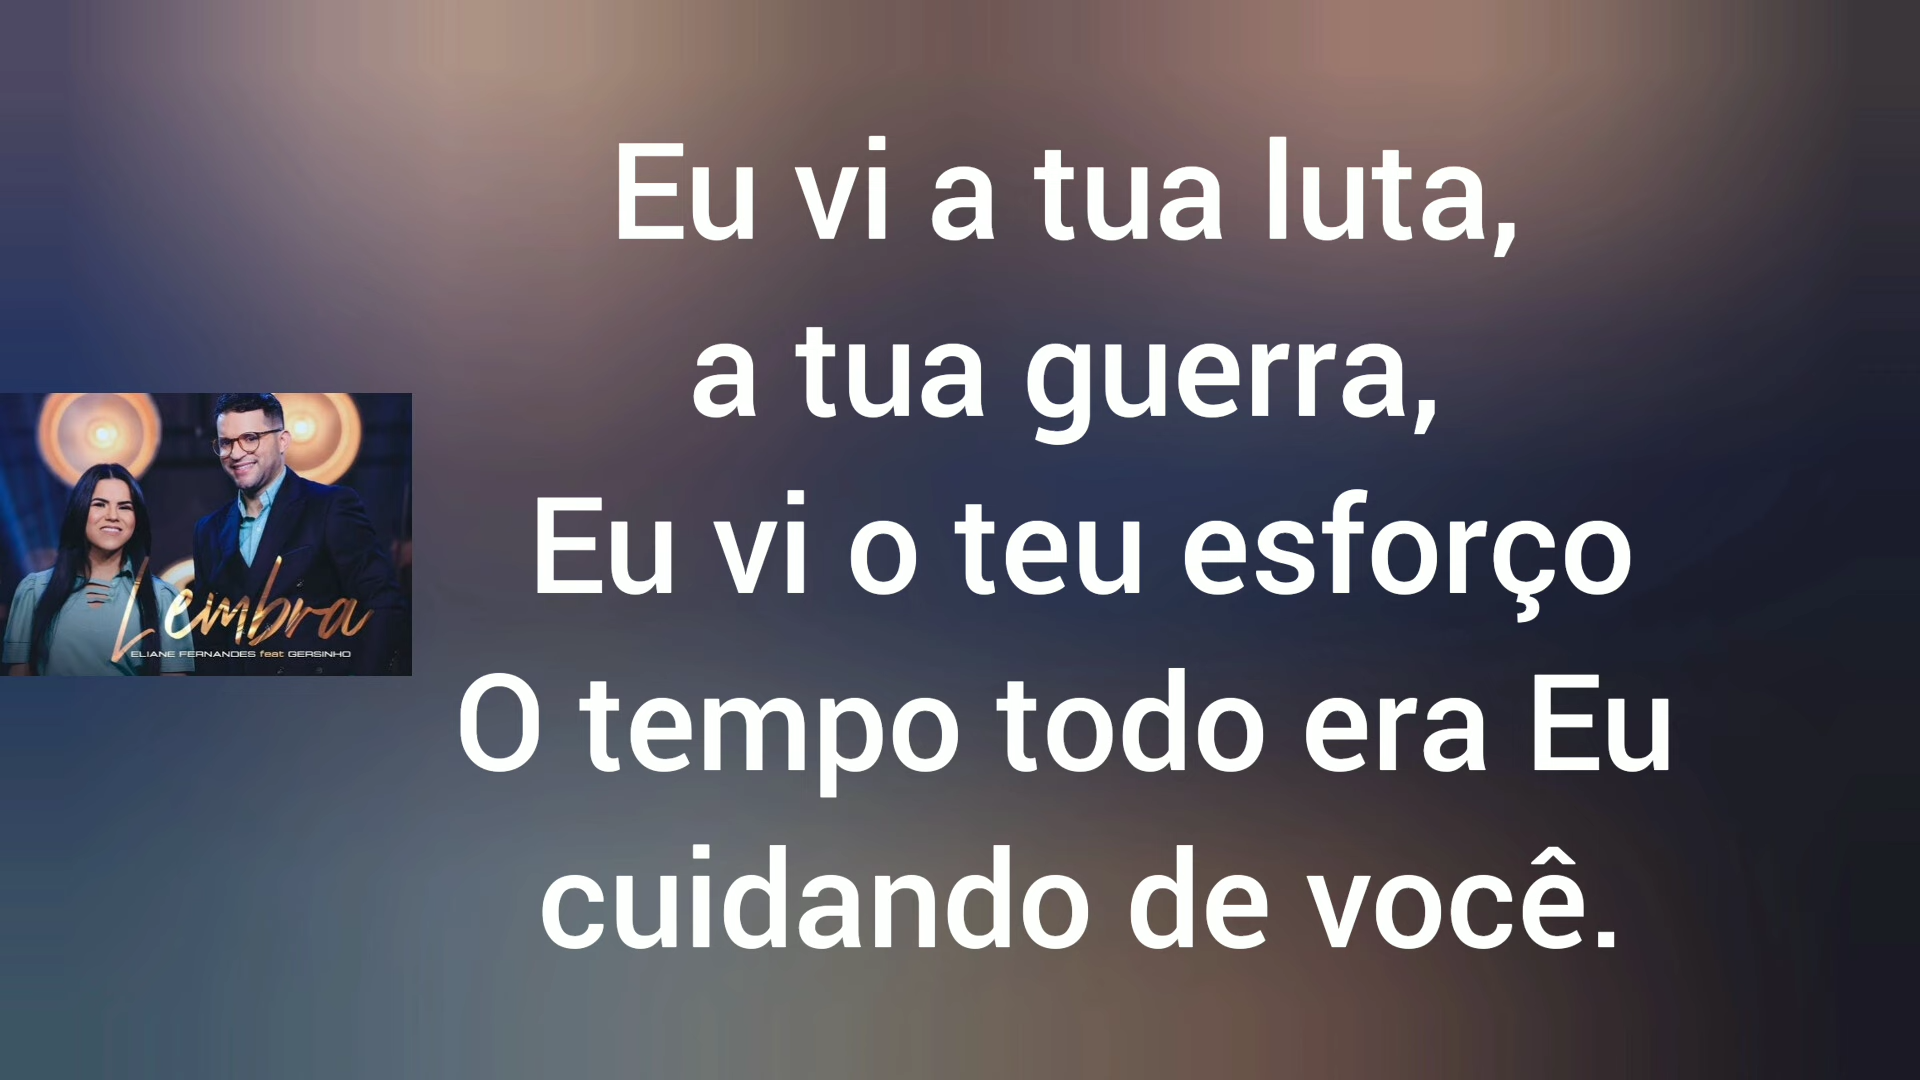 Eu vi a tua luta,
a tua guerra,
Eu vi o teu esforço
O tempo todo era Eu
cuidando de você.
Lembra
ELIANE FERNANDES feat GERSINHO